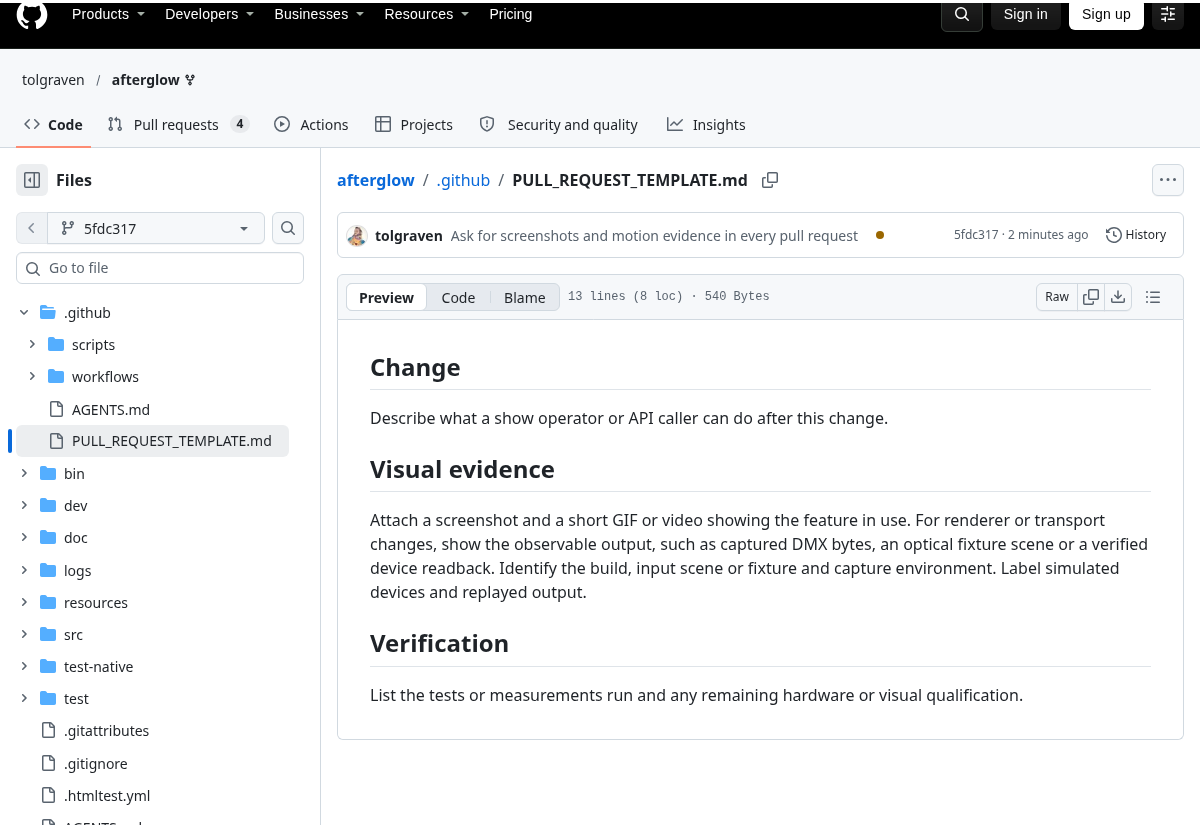 Products Developers Businesses Resources Pricing Sign in Sign up
tolgraven / afterglow
Code Pull requests 4 Actions Projects Security and quality Insights
Files
5fdc317
Go to file
.github
scripts
workflows
AGENTS.md
PULL_REQUEST_TEMPLATE.md
bin
dev
doc
logs
resources
src
test-native
test
.gitattributes
.gitignore
.htmltest.yml
afterglow / .github / PULL_REQUEST_TEMPLATE.md
tolgraven Ask for screenshots and motion evidence in every pull request 5fdc317 · 2 minutes ago History
Preview Code Blame 13 lines (8 loc) · 540 Bytes Raw
Change
Describe what a show operator or API caller can do after this change.
Visual evidence
Attach a screenshot and a short GIF or video showing the feature in use. For renderer or transport
changes, show the observable output, such as captured DMX bytes, an optical fixture scene or a verified
device readback. Identify the build, input scene or fixture and capture environment. Label simulated
devices and replayed output.
Verification
List the tests or measurements run and any remaining hardware or visual qualification.